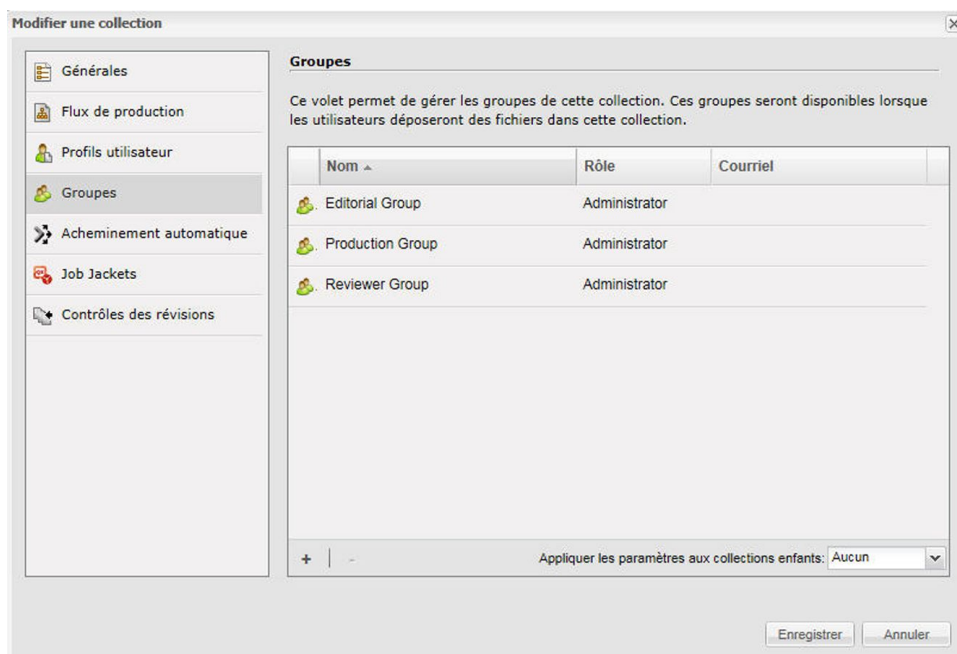 Modifier une collection
Générales
Flux de production
Profils utilisateur
Groupes
Acheminement automatique
Job Jackets
Contrôles des révisions
Groupes
Ce volet permet de gérer les groupes de cette collection. Ces groupes seront disponibles lorsque
les utilisateurs déposeront des fichiers dans cette collection.
Nom Rôle Courriel
Editorial Group Administrator
Production Group Administrator
Reviewer Group Administrator
+ | - Appliquer les paramètres aux collections enfants: Aucun
Enregistrer Annuler